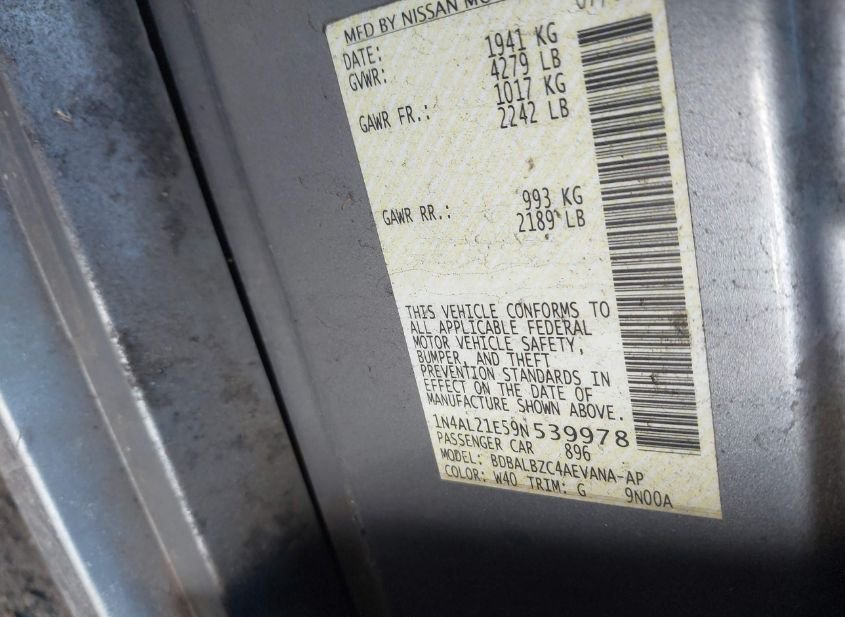 MFD BY NISSAN
DATE:
GVWR: 1941 KG
4279 LB
GAWR FR.: 1017 KG
2242 LB
GAWR RR.: 993 KG
2189 LB
THIS VEHICLE CONFORMS TO
ALL APPLICABLE FEDERAL
MOTOR VEHICLE SAFETY,
BUMPER, AND THEFT
PREVENTION STANDARDS IN
EFFECT ON THE DATE OF
MANUFACTURE SHOWN ABOVE.
1N4AL21E59N539978
PASSENGER CAR 896
MODEL: BDBALBZC4AEVANA-AP
COLOR: W40 TRIM: G 9N00A